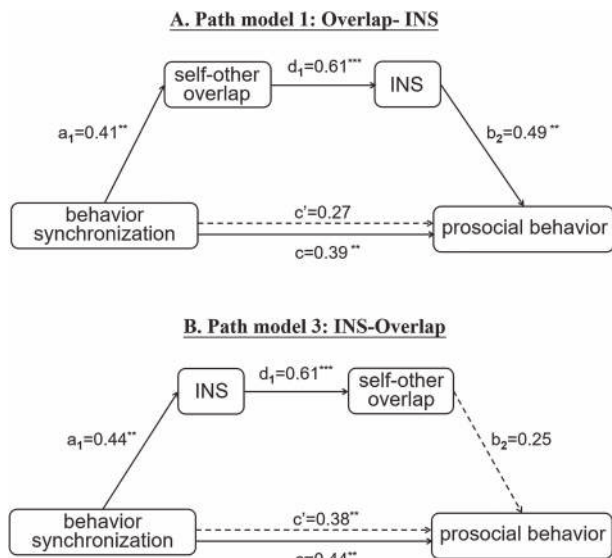 A. Path model 1: Overlap- INS
self-other
overlap
d₁=0.61***
INS
a₁=0.41**
b₂=0.49**
behavior
synchronization
c'=0.27
c=0.39**
prosocial behavior
B. Path model 3: INS-Overlap
INS
d₁=0.61***
self-other
overlap
a₁=0.44**
b₂=0.25
behavior
synchronization
c'=0.38**
c=0.44**
prosocial behavior